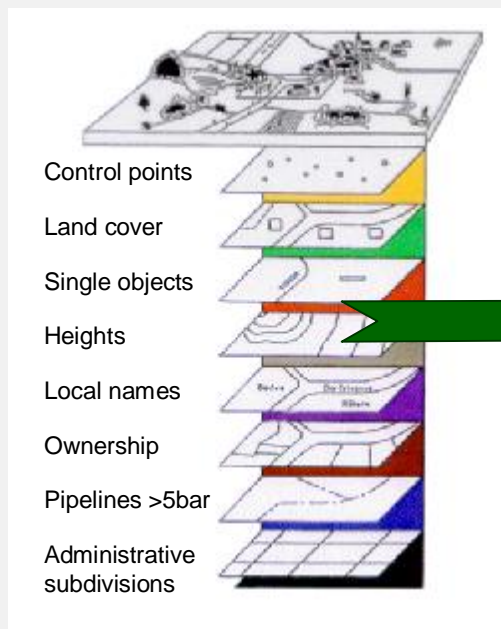 Control points
Land cover
Single objects
Heights
Local names
Ownership
Pipelines >5bar
Administrative
subdivisions